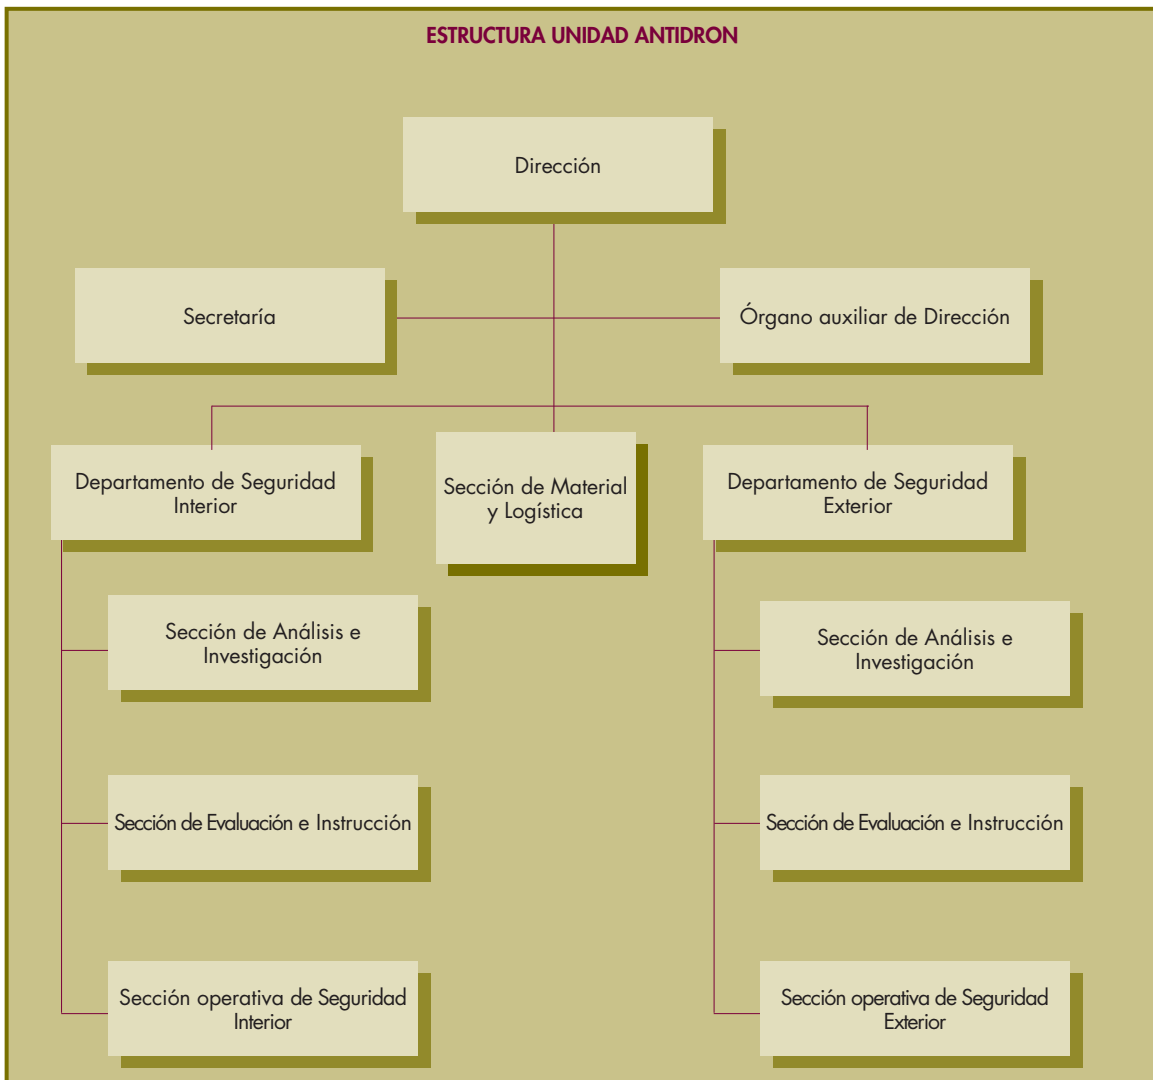 ESTRUCTURA UNIDAD ANTIDRON
Dirección
Secretaría
Órgano auxiliar de Dirección
Departamento de Seguridad
Interior
Sección de Material
y Logística
Departamento de Seguridad
Exterior
Sección de Análisis e
Investigación
Sección de Análisis e
Investigación
Sección de Evaluación e Instrucción
Sección de Evaluación e Instrucción
Sección operativa de Seguridad
Interior
Sección operativa de Seguridad
Exterior